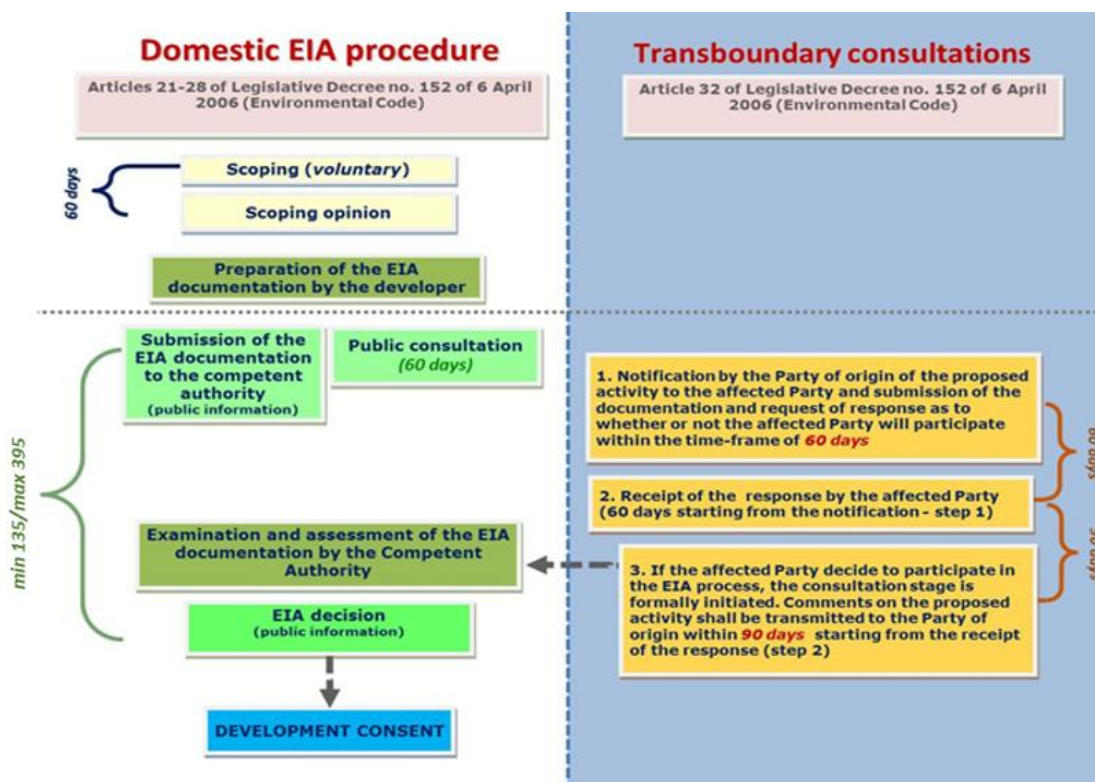 Domestic EIA procedure
Articles 21-28 of Legislative Decree no. 152 of 6 April
2006 (Environmental Code)
60 days
Scoping (voluntary)
Scoping opinion
Preparation of the EIA
documentation by the developer
min 135/max 395
Submission of the
EIA documentation
to the competent
authority
(public information)
Public consultation
(60 days)
Examination and assessment of the EIA
documentation by the Competent
Authority
EIA decision
(public information)
DEVELOPMENT CONSENT
Transboundary consultations
Article 32 of Legislative Decree no. 152 of 6 April
2006 (Environmental Code)
1. Notification by the Party of origin of the proposed
activity to the affected Party and submission of the
documentation and request of response as to
whether or not the affected Party will participate
within the time-frame of 60 days
60 days
2. Receipt of the response by the affected Party
(60 days starting from the notification - step 1)
90 days
3. If the affected Party decide to participate in
the EIA process, the consultation stage is
formally initiated. Comments on the proposed
activity shall be transmitted to the Party of
origin within 90 days starting from the receipt
of the response (step 2)